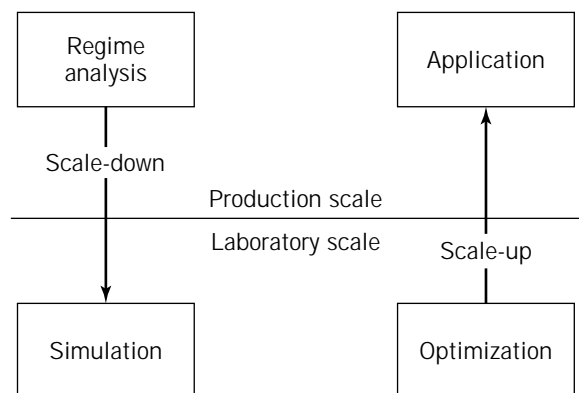 Regime
analysis
Application
Scale-down
Production scale
Laboratory scale
Scale-up
Simulation
Optimization